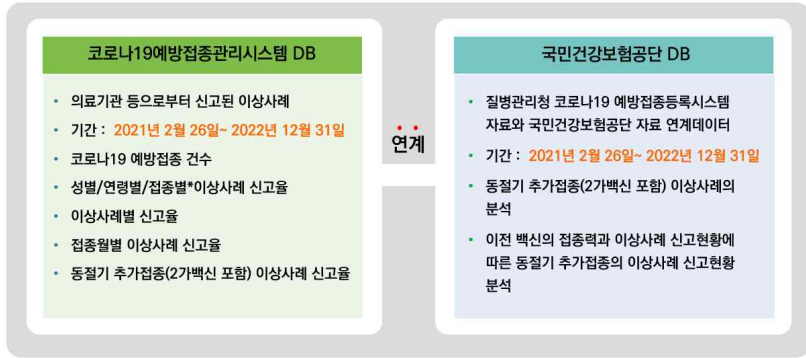 코로나19예방접종관리시스템 DB
• 의료기관 등으로부터 신고된 이상사례
• 기간 : 2021년 2월 26일~ 2022년 12월 31일
• 코로나19 예방접종 건수
• 성별/연령별/접종별*이상사례 신고율
• 이상사례별 신고율
• 접종월별 이상사례 신고율
• 동절기 추가접종(2가백신 포함) 이상사례 신고율
연계
국민건강보험공단 DB
• 질병관리청 코로나19 예방접종등록시스템
자료와 국민건강보험공단 자료 연계데이터
• 기간 : 2021년 2월 26일~ 2022년 12월 31일
• 동절기 추가접종(2가백신 포함) 이상사례의
분석
• 이전 백신의 접종력과 이상사례 신고현황에
따른 동절기 추가접종의 이상사례 신고현황
분석